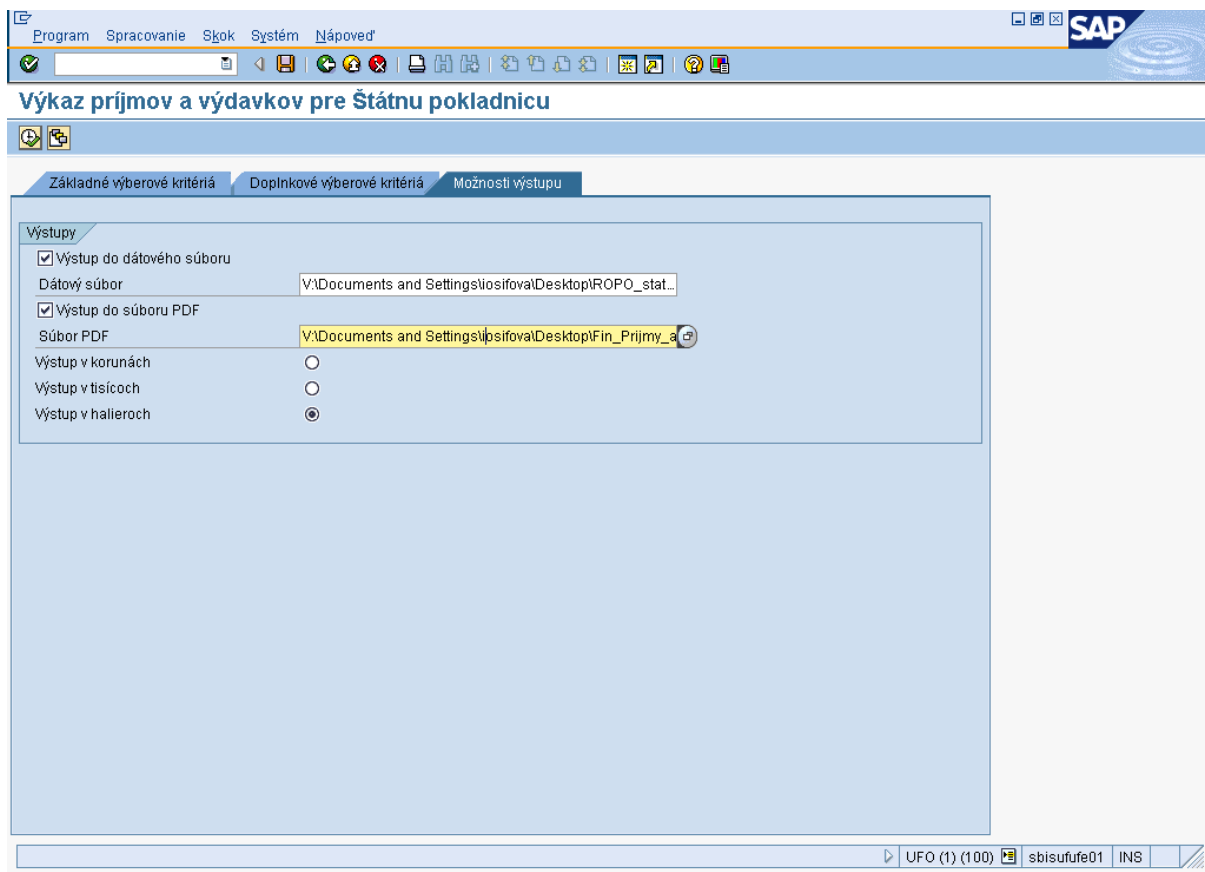 Program Spracovanie Skok Systém Nápoveď
SAP
Výkaz príjmov a výdavkov pre Štátnu pokladnicu
Základné výberové kritériá Doplnkové výberové kritériá Možnosti výstupu
Výstupy
Výstup do dátového súboru
Dátový súbor V:\Documents and Settings\iosifova\Desktop\ROPO_stat...
Výstup do súboru PDF
Súbor PDF V:\Documents and Settings\iosifova\Desktop\Fin_Prijmy_a
Výstup v korunách
Výstup v tisícoch
Výstup v halieroch
UFO (1) (100) sbisufufe01 INS